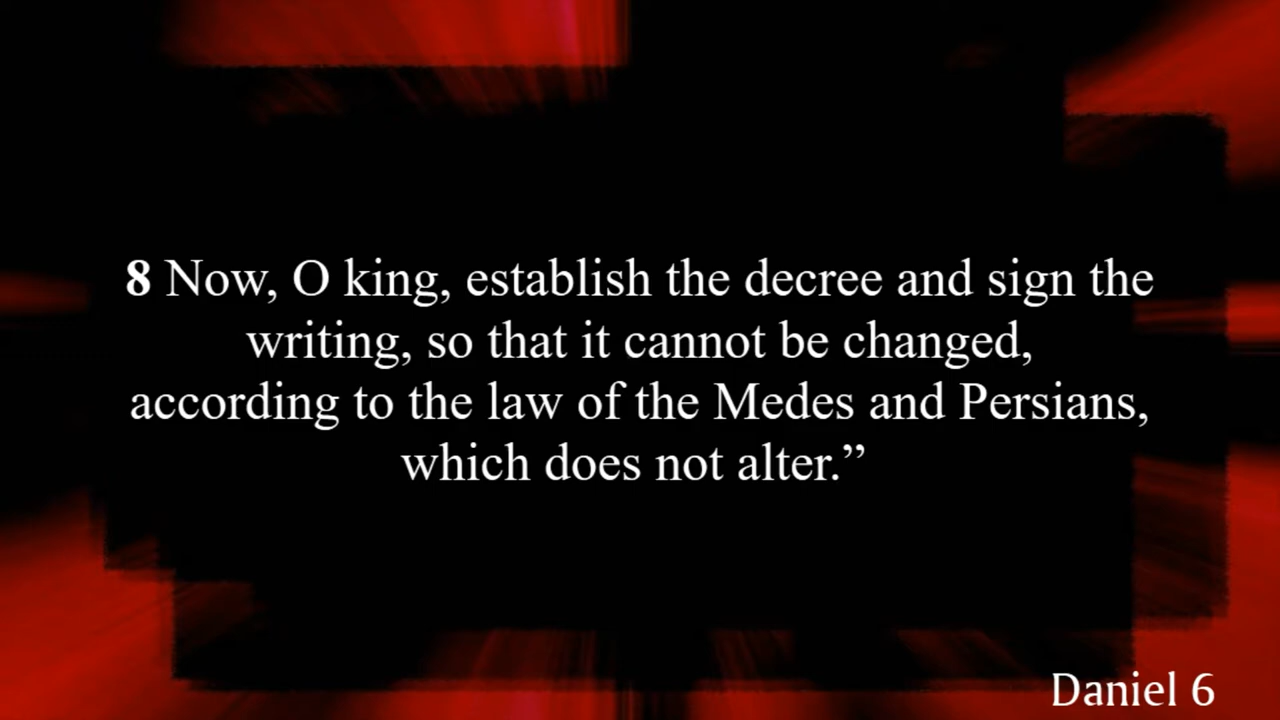 8 Now, O king, establish the decree and sign the
writing, so that it cannot be changed,
according to the law of the Medes and Persians,
which does not alter.”
Daniel 6